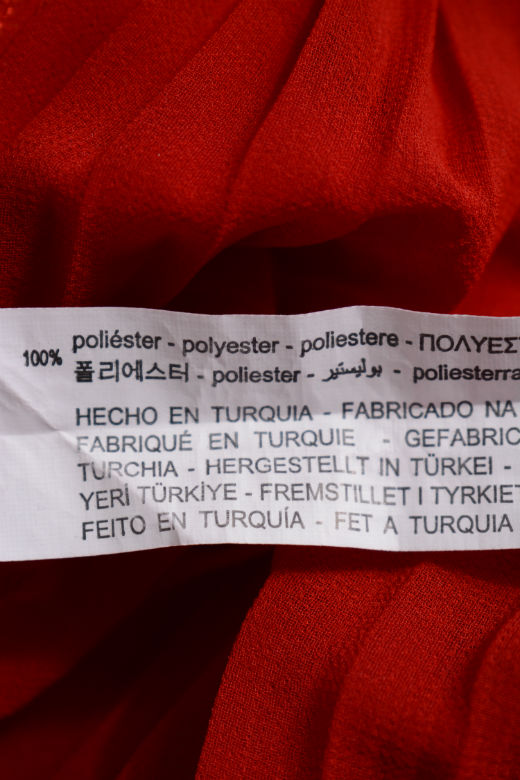 100% poliéster - polyester - poliestere - ΠΟΛΥΕΣ
폴리에스터 - poliester - بوليستير - poliesterra
HECHO EN TURQUIA - FABRICADO NA
FABRIQUÉ EN TURQUIE - GEFABRIC
TURCHIA - HERGESTELLT IN TÜRKEI -
YERİ TÜRKİYE - FREMSTILLET I TYRKIET
FEITO EN TURQUÍA - FET A TURQUIA